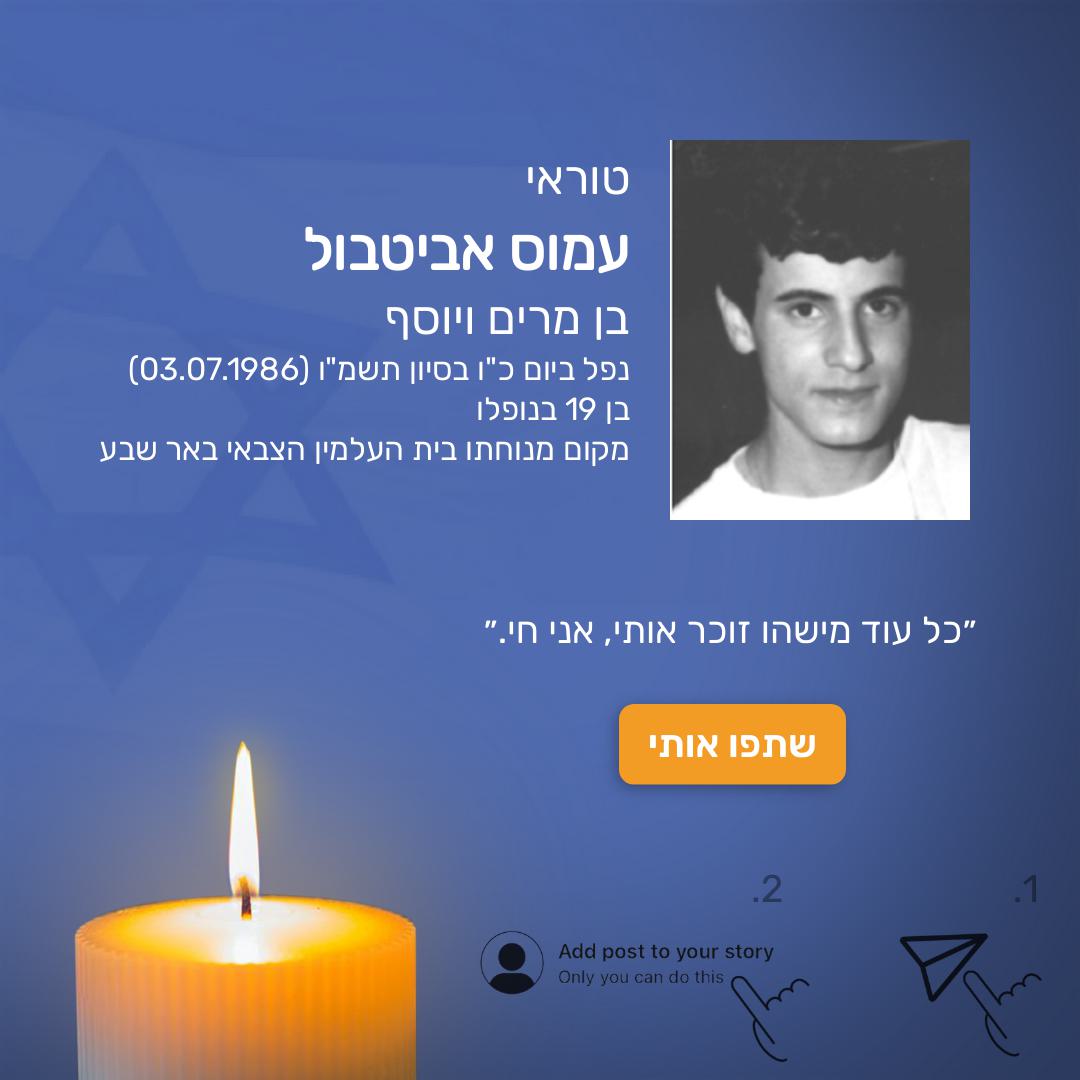 טוראי
עמוס אביטבול
בן מרים ויוסף
נפל ביום כ"ו בסיון תשמ"ו (03.07.1986)
בן 19 בנופלו
מקום מנוחתו בית העלמין הצבאי באר שבע
״כל עוד מישהו זוכר אותי, אני חי.״
שתפו אותי
.1
.2
Add post to your story
Only you can do this